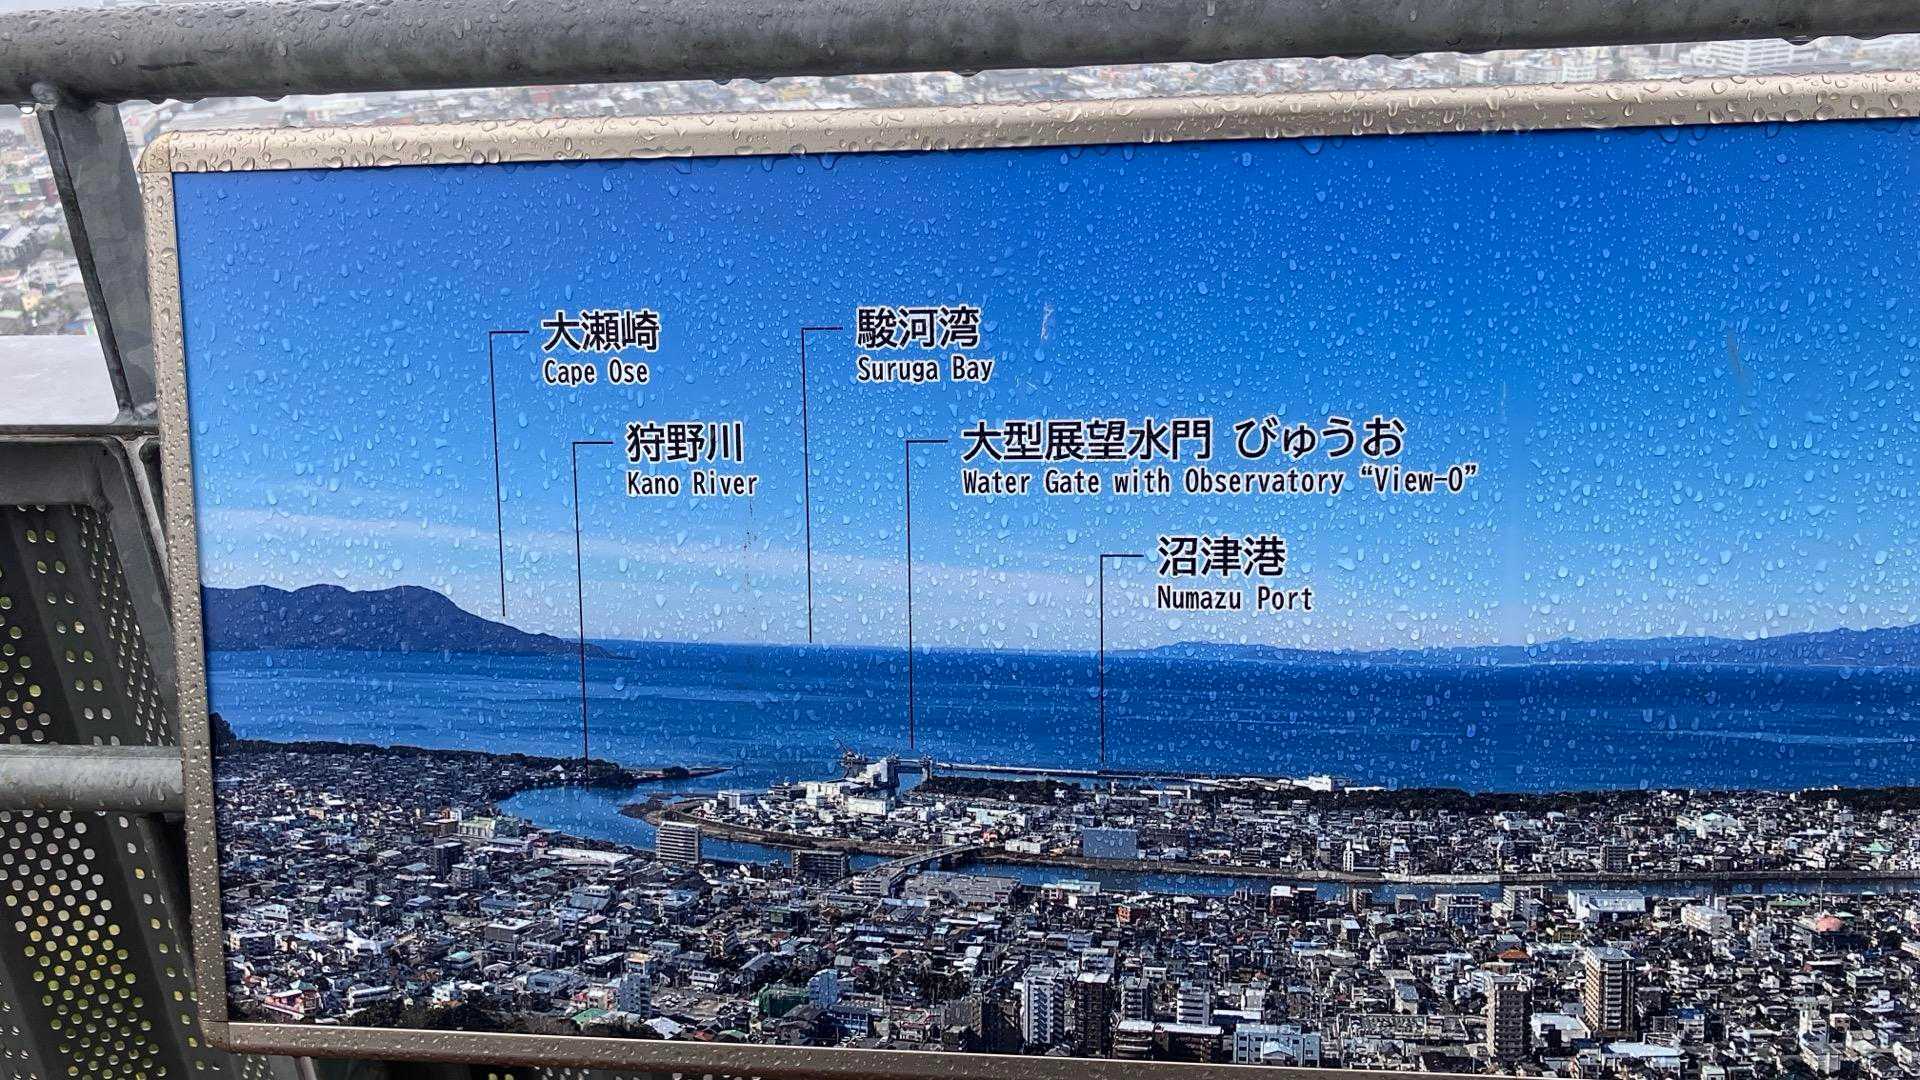 大瀬崎
Cape Ose
駿河湾
Suruga Bay
狩野川
Kano River
大型展望水門 びゅうお
Water Gate with Observatory “View-O”
沼津港
Numazu Port